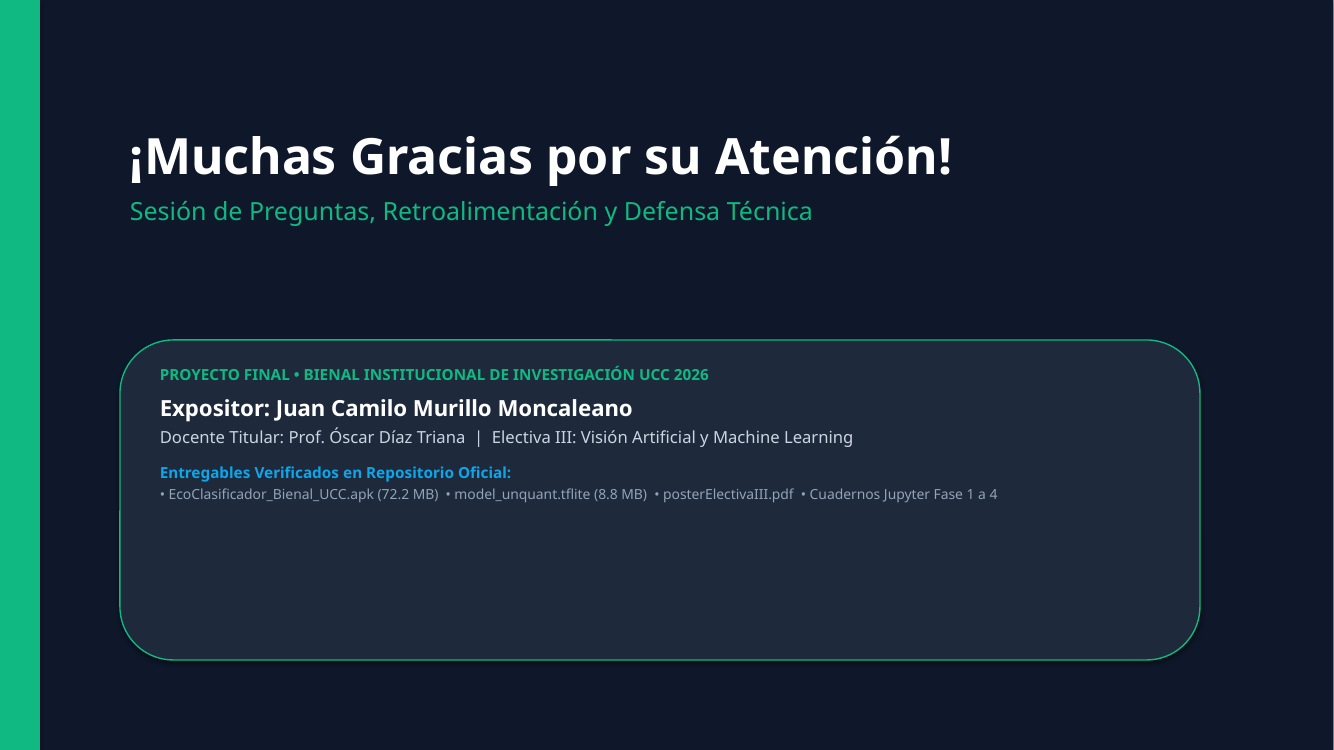 ¡Muchas Gracias por su Atención!
Sesión de Preguntas, Retroalimentación y Defensa Técnica
PROYECTO FINAL • BIENAL INSTITUCIONAL DE INVESTIGACIÓN UCC 2026
Expositor: Juan Camilo Murillo Moncaleano
Docente Titular: Prof. Óscar Díaz Triana | Electiva III: Visión Artificial y Machine Learning
Entregables Verificados en Repositorio Oficial:
• EcoClasificador_Bienal_UCC.apk (72.2 MB) • model_unquant.tflite (8.8 MB) • posterElectivaIII.pdf • Cuadernos Jupyter Fase 1 a 4